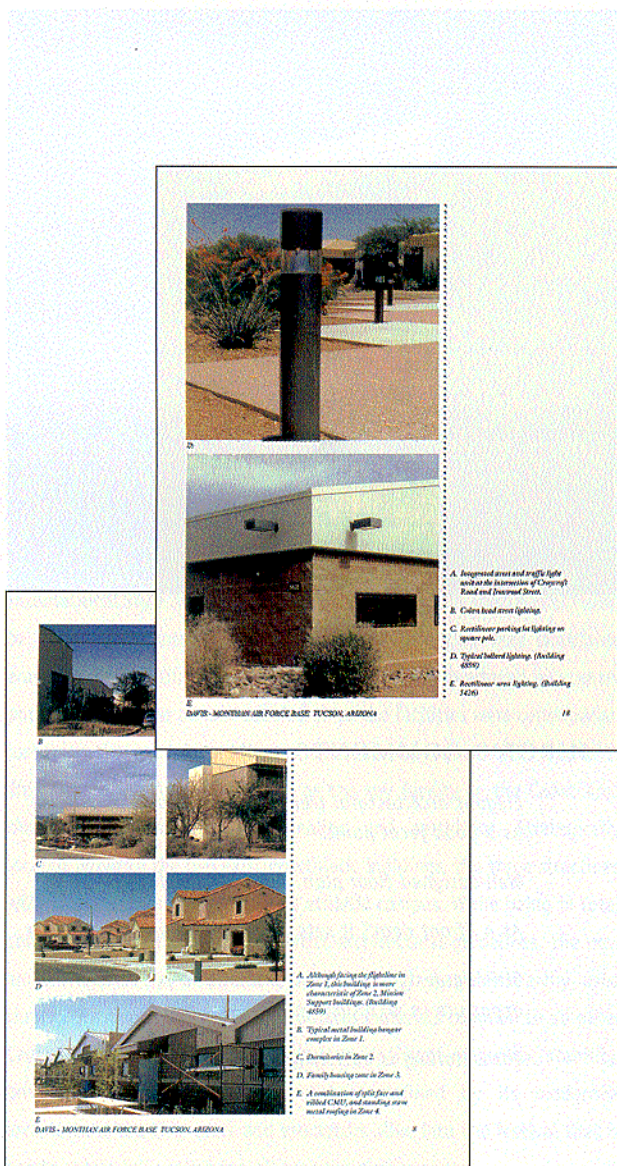 D
A. Integrated street and traffic light
unit at the intersection of Craycroft
Road and Ironwood Street.
B. Cobra head street lighting.
C. Rectilinear parking lot lighting on
square pole.
D. Typical bollard lighting. (Building
4859)
E. Rectilinear area lighting. (Building
5426)
E
DAVIS - MONTHAN AIR FORCE BASE TUCSON, ARIZONA 18
B
C
D
A. Although facing the flightline in
Zone 1, this building is more
characteristic of Zone 2, Mission
Support buildings. (Building
4859)
B. Typical metal building hangar
complex in Zone 1.
C. Dormitories in Zone 2.
D. Family housing zone in Zone 3.
E. A combination of split face and
ribbed CMU, and standing seam
metal roofing in Zone 4.
E
DAVIS - MONTHAN AIR FORCE BASE TUCSON, ARIZONA 8